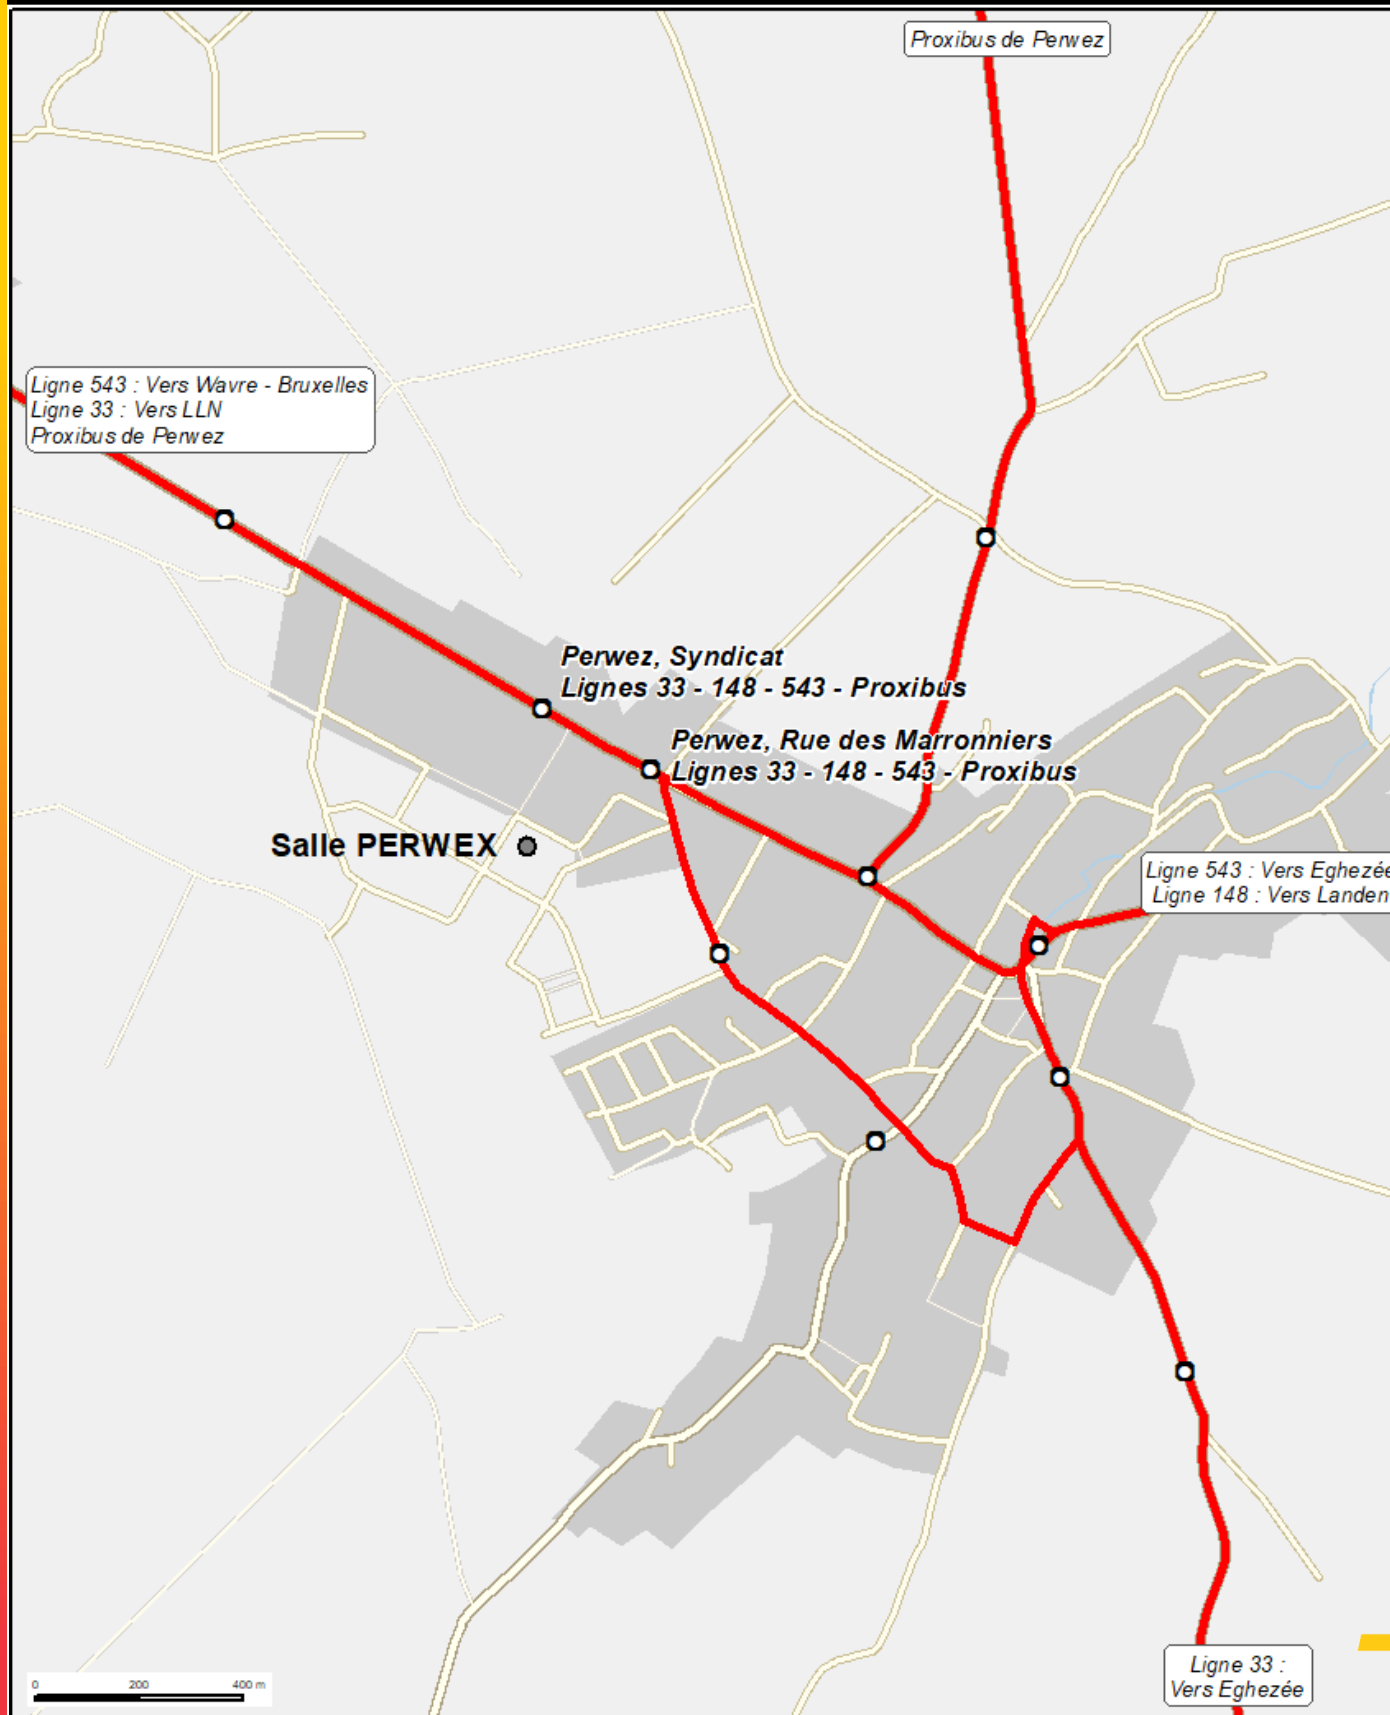 Proxibus de Perwez
Ligne 543 : Vers Wavre - Bruxelles
Ligne 33 : Vers LLN
Proxibus de Perwez
Perwez, Syndicat
Lignes 33 - 148 - 543 - Proxibus
Perwez, Rue des Marronniers
Lignes 33 - 148 - 543 - Proxibus
Salle PERWEX
Ligne 543 : Vers Eghezée
Ligne 148 : Vers Landen
Ligne 33 :
Vers Eghezée
0 200 400 m